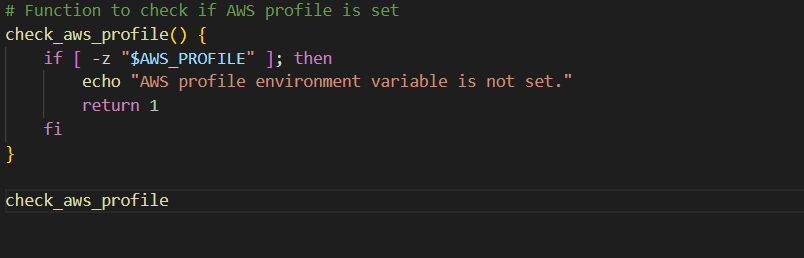 # Function to check if AWS profile is set
check_aws_profile() {
    if [ -z "$AWS_PROFILE" ]; then
        echo "AWS profile environment variable is not set."
        return 1
    fi
}

check_aws_profile